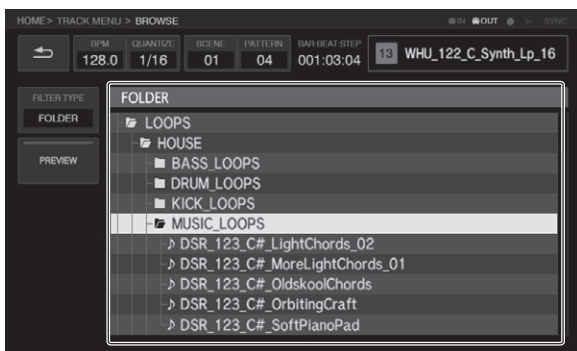 HOME> TRACK MENU > BROWSE
IN OUT SYNC
BPM QUANTIZE SCENE PATTERN BAR:BEAT:STEP
128.0 1/16 01 04 001:03:04 13 WHU_122_C_Synth_Lp_16
FILTER TYPE
FOLDER
PREVIEW
FOLDER
LOOPS
HOUSE
BASS_LOOPS
DRUM_LOOPS
KICK_LOOPS
MUSIC_LOOPS
DSR_123_C#_LightChords_02
DSR_123_C#_MoreLightChords_01
DSR_123_C#_OldskoolChords
DSR_123_C#_OrbitingCraft
DSR_123_C#_SoftPianoPad